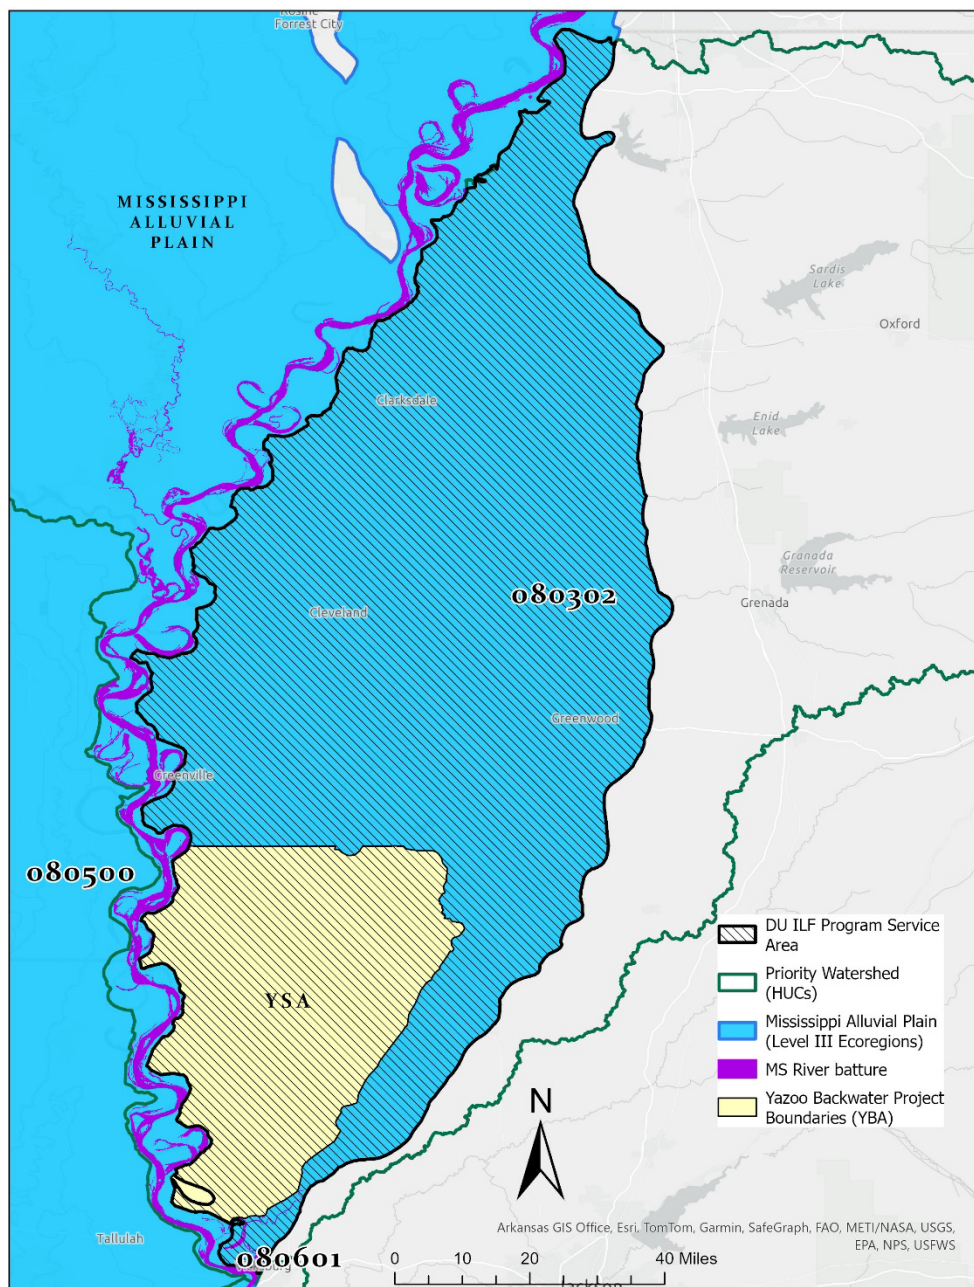 Forrest City
MISSISSIPPI
ALLUVIAL
PLAIN
Sardis
Lake
Oxford
Clarksdale
Enid
Lake
Granada
Reservoir
080302
Grenada
Cleveland
Greenwood
Greenville
080500
YSA
DU ILF Program Service
Area
Priority Watershed
(HUCs)
Mississippi Alluvial Plain
(Level III Ecoregions)
MS River batture
Yazoo Backwater Project
Boundaries (YBA)
N
Arkansas GIS Office, Esri, TomTom, Garmin, SafeGraph, FAO, METI/NASA, USGS,
EPA, NPS, USFWS
Tallulah
080601
0 10 20 40 Miles